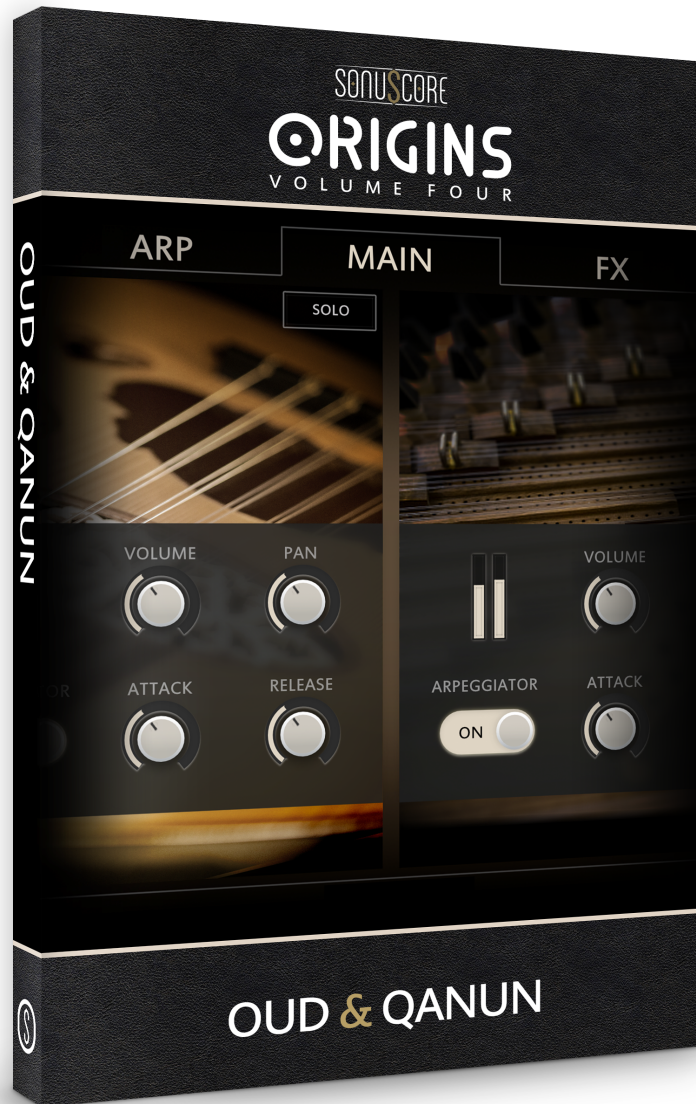 SONUSCORE
ORIGINS
VOLUME FOUR
OUD & QANUN
ARP
MAIN
FX
SOLO
VOLUME
PAN
ATTACK
RELEASE
VOLUME
ARPEGGIATOR
ATTACK
ON
OUD & QANUN